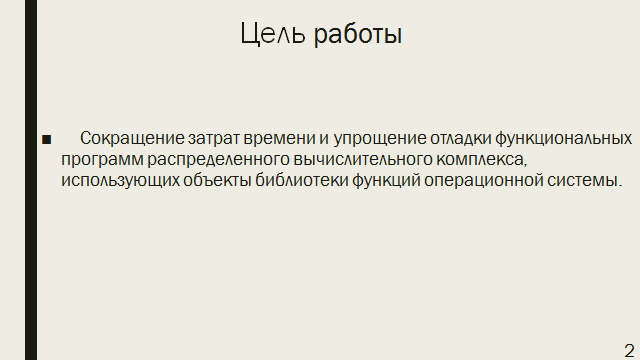 Цель работы
▪ Сокращение затрат времени и упрощение отладки функциональных
программ распределенного вычислительного комплекса,
использующих объекты библиотеки функций операционной системы.
2